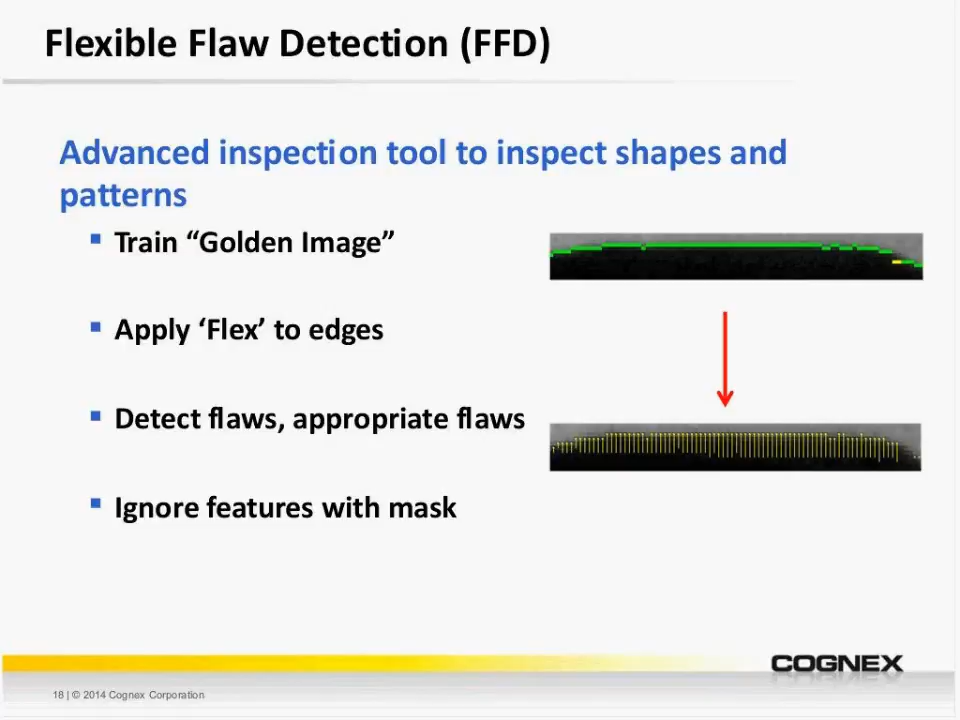 Flexible Flaw Detection (FFD)
Advanced inspection tool to inspect shapes and
patterns
▪ Train “Golden Image”
▪ Apply ‘Flex’ to edges
▪ Detect flaws, appropriate flaws
▪ Ignore features with mask
COGNEX
18 | © 2014 Cognex Corporation